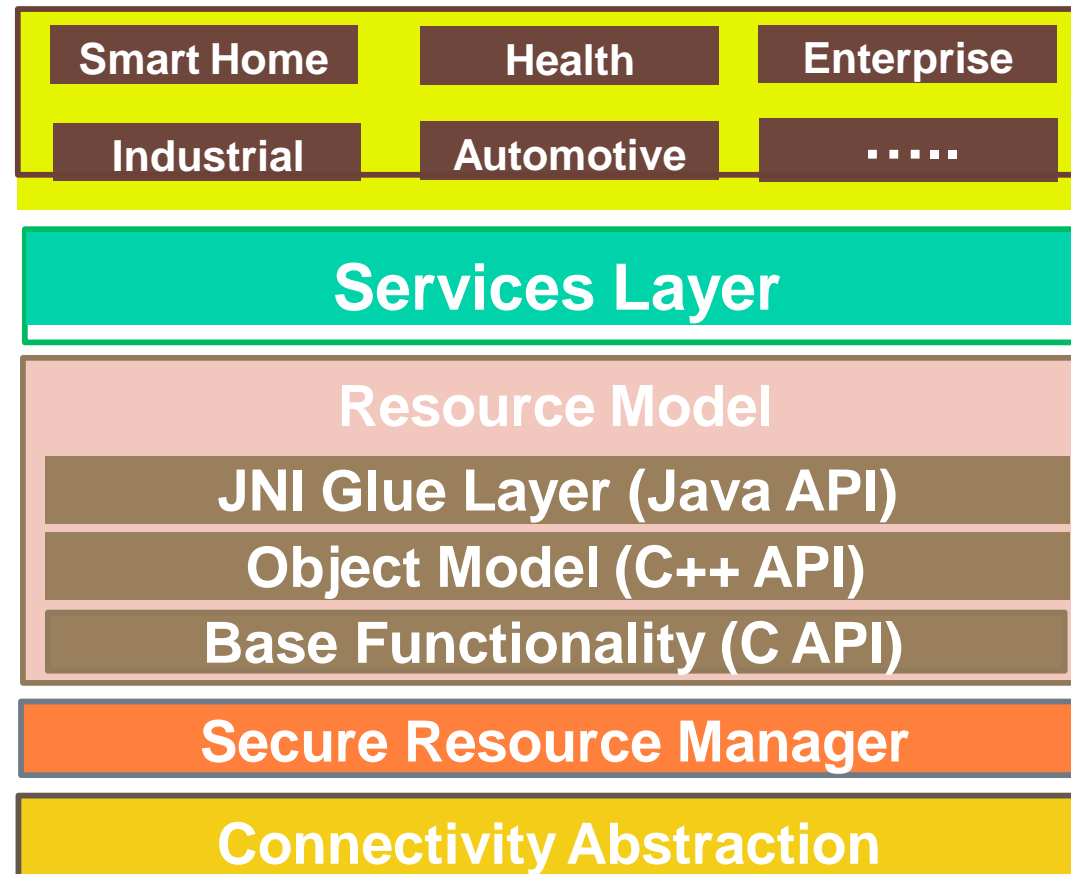 Smart Home
Health
Enterprise
Industrial
Automotive
.....
Services Layer
Resource Model
JNI Glue Layer (Java API)
Object Model (C++ API)
Base Functionality (C API)
Secure Resource Manager
Connectivity Abstraction